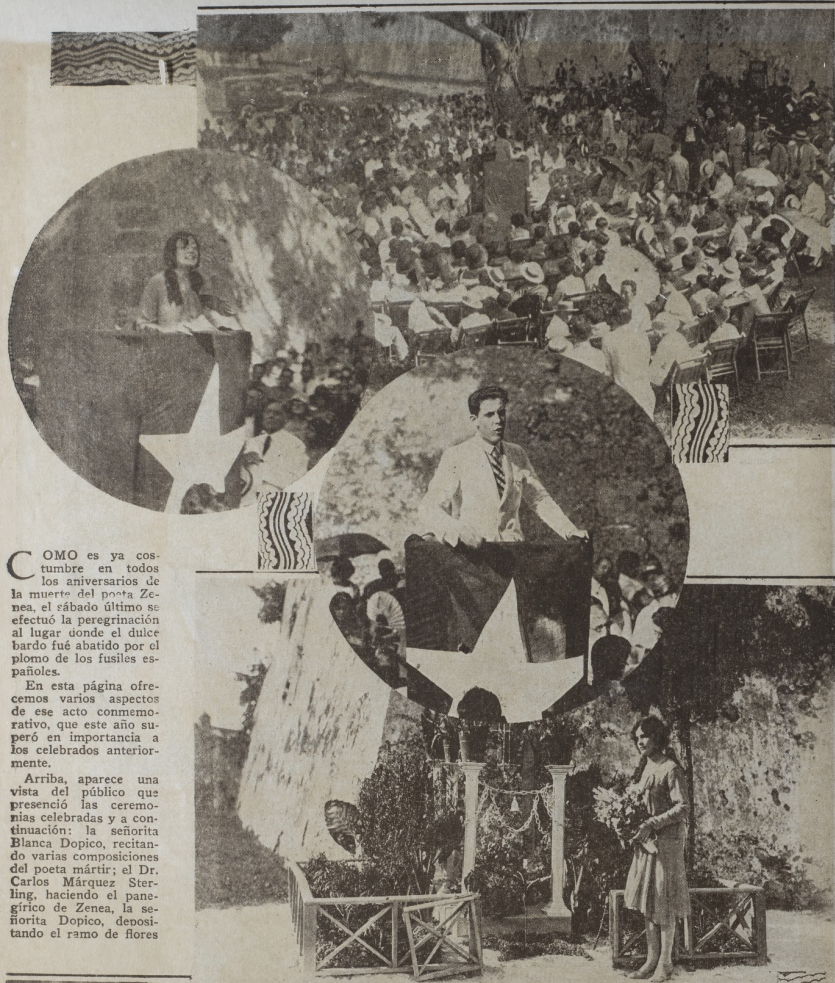 COMO es ya cos-
tumbre en todos
los aniversarios de
la muerte del poeta Ze-
nea, el sábado último se
efectuó la peregrinación
al lugar donde el dulce
bardo fué abatido por el
plomo de los fusiles es-
pañoles.
En esta página ofre-
cemos varios aspectos
de ese acto conmemo-
rativo, que este año su-
peró en importancia a
los celebrados anterior-
mente.
Arriba, aparece una
vista del público que
presenció las ceremo-
nias celebradas y a con-
tinuación: la señorita
Blanca Dopico, recitan-
do varias composiciones
del poeta mártir; el Dr.
Carlos Márquez Ster-
ling, haciendo el pane-
gírico de Zenea, la se-
ñorita Dopico, deposi-
tando el ramo de flores